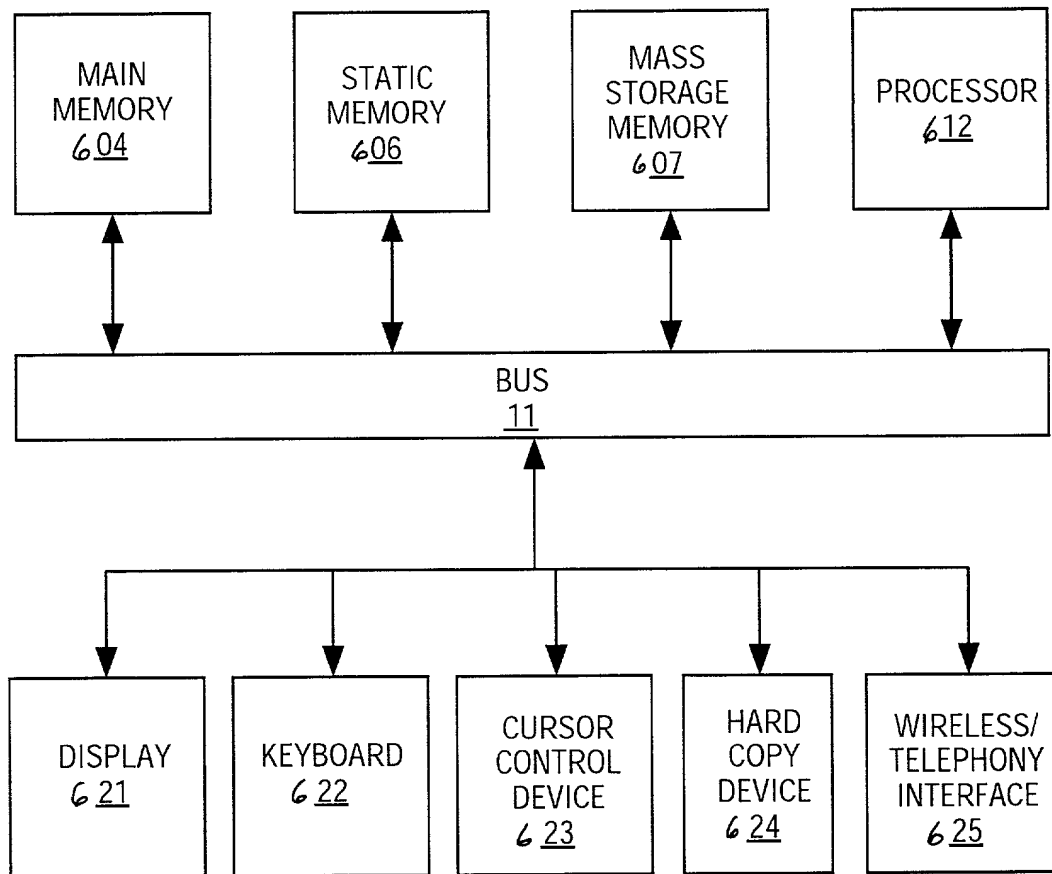 MAIN
MEMORY
604
STATIC
MEMORY
606
MASS
STORAGE
MEMORY
607
PROCESSOR
612
BUS
11
DISPLAY
621
KEYBOARD
622
CURSOR
CONTROL
DEVICE
623
HARD
COPY
DEVICE
624
WIRELESS/
TELEPHONY
INTERFACE
625